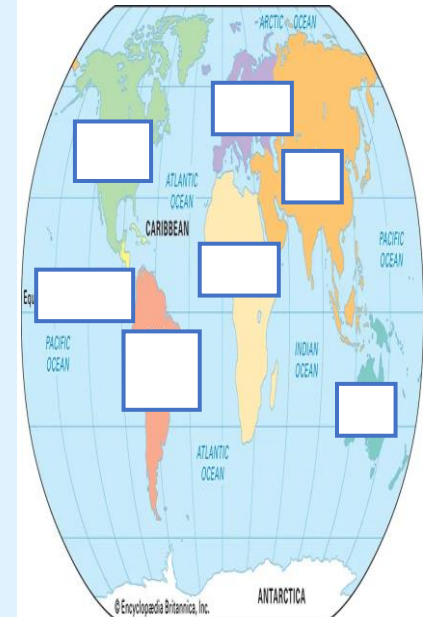 ARCTIC OCEAN
ATLANTIC
OCEAN
CARIBBEAN
PACIFIC
OCEAN
Equ
PACIFIC
OCEAN
INDIAN
OCEAN
ATLANTIC
OCEAN
ANTARCTICA
© Encyclopædia Britannica, Inc.